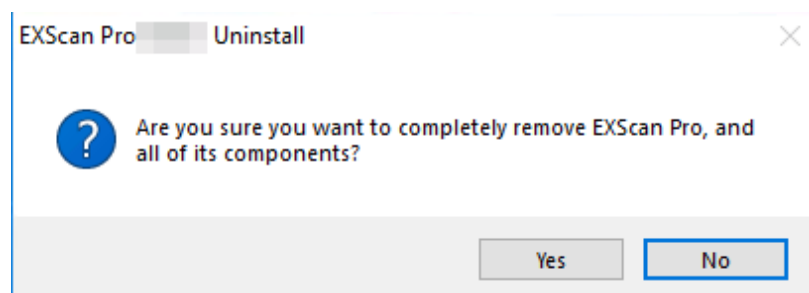 EXScan Pro Uninstall
Are you sure you want to completely remove EXScan Pro, and
all of its components?
Yes No